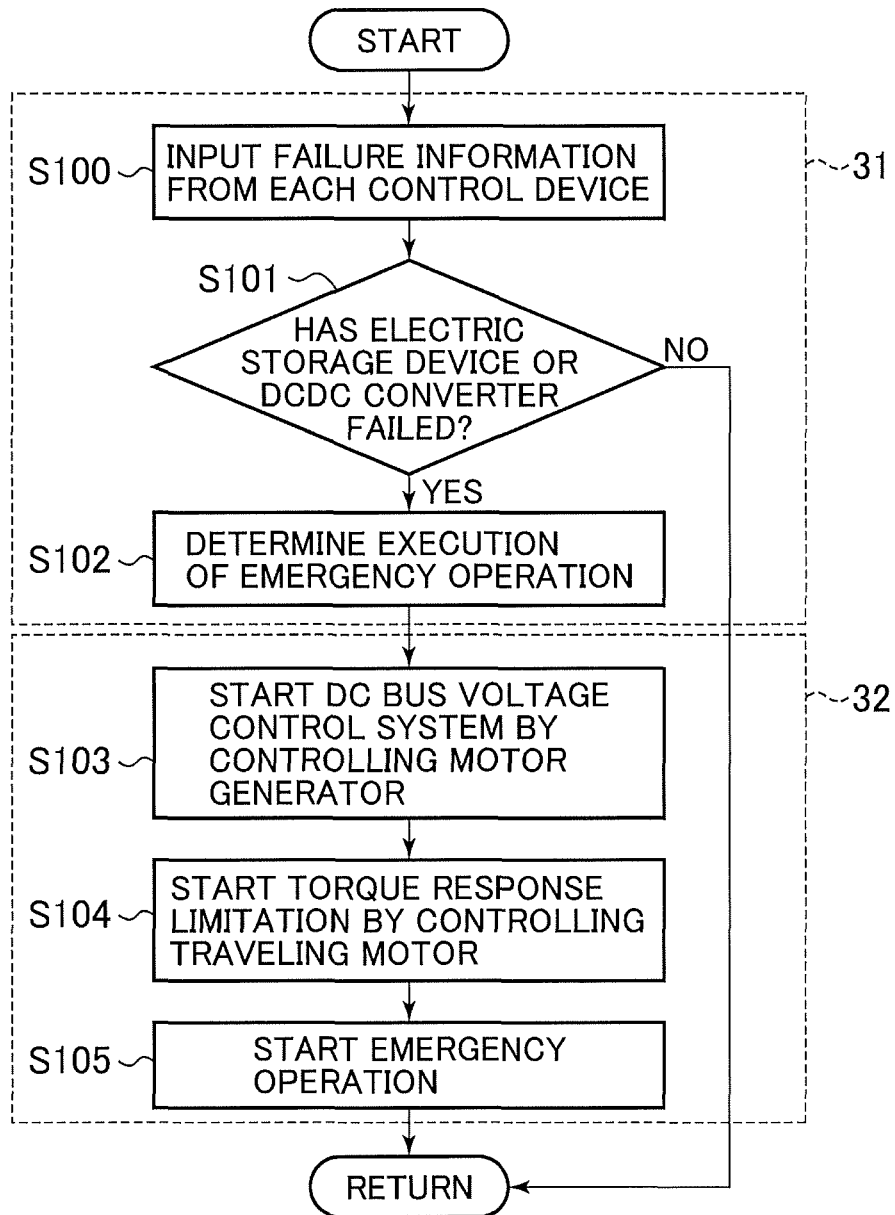 START
S100
INPUT FAILURE INFORMATION
FROM EACH CONTROL DEVICE
31
S101
HAS ELECTRIC
STORAGE DEVICE OR
DCDC CONVERTER
FAILED?
NO
YES
S102
DETERMINE EXECUTION
OF EMERGENCY OPERATION
32
S103
START DC BUS VOLTAGE
CONTROL SYSTEM BY
CONTROLLING MOTOR
GENERATOR
S104
START TORQUE RESPONSE
LIMITATION BY CONTROLLING
TRAVELING MOTOR
S105
START EMERGENCY
OPERATION
RETURN